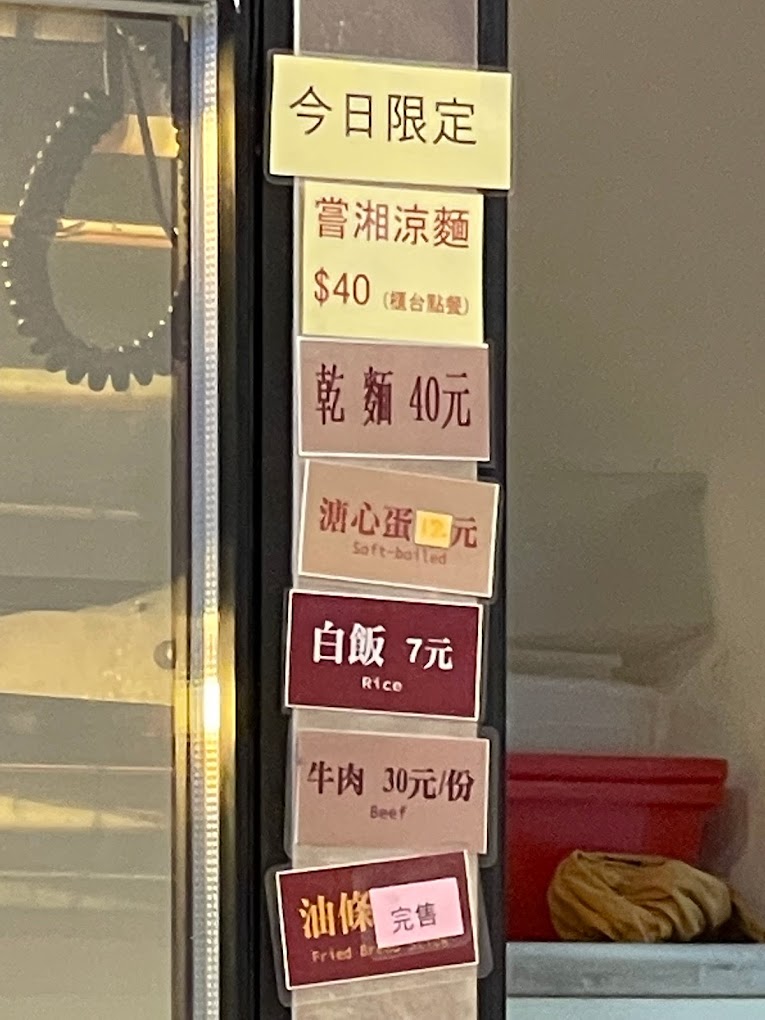 今日限定
嘗湘涼麵
$40 (櫃台點餐)
乾麵 40元
溏心蛋12元
Soft-boiled
白飯 7元
Rice
牛肉 30元/份
Beef
油條 完售
Fried Bread Stick